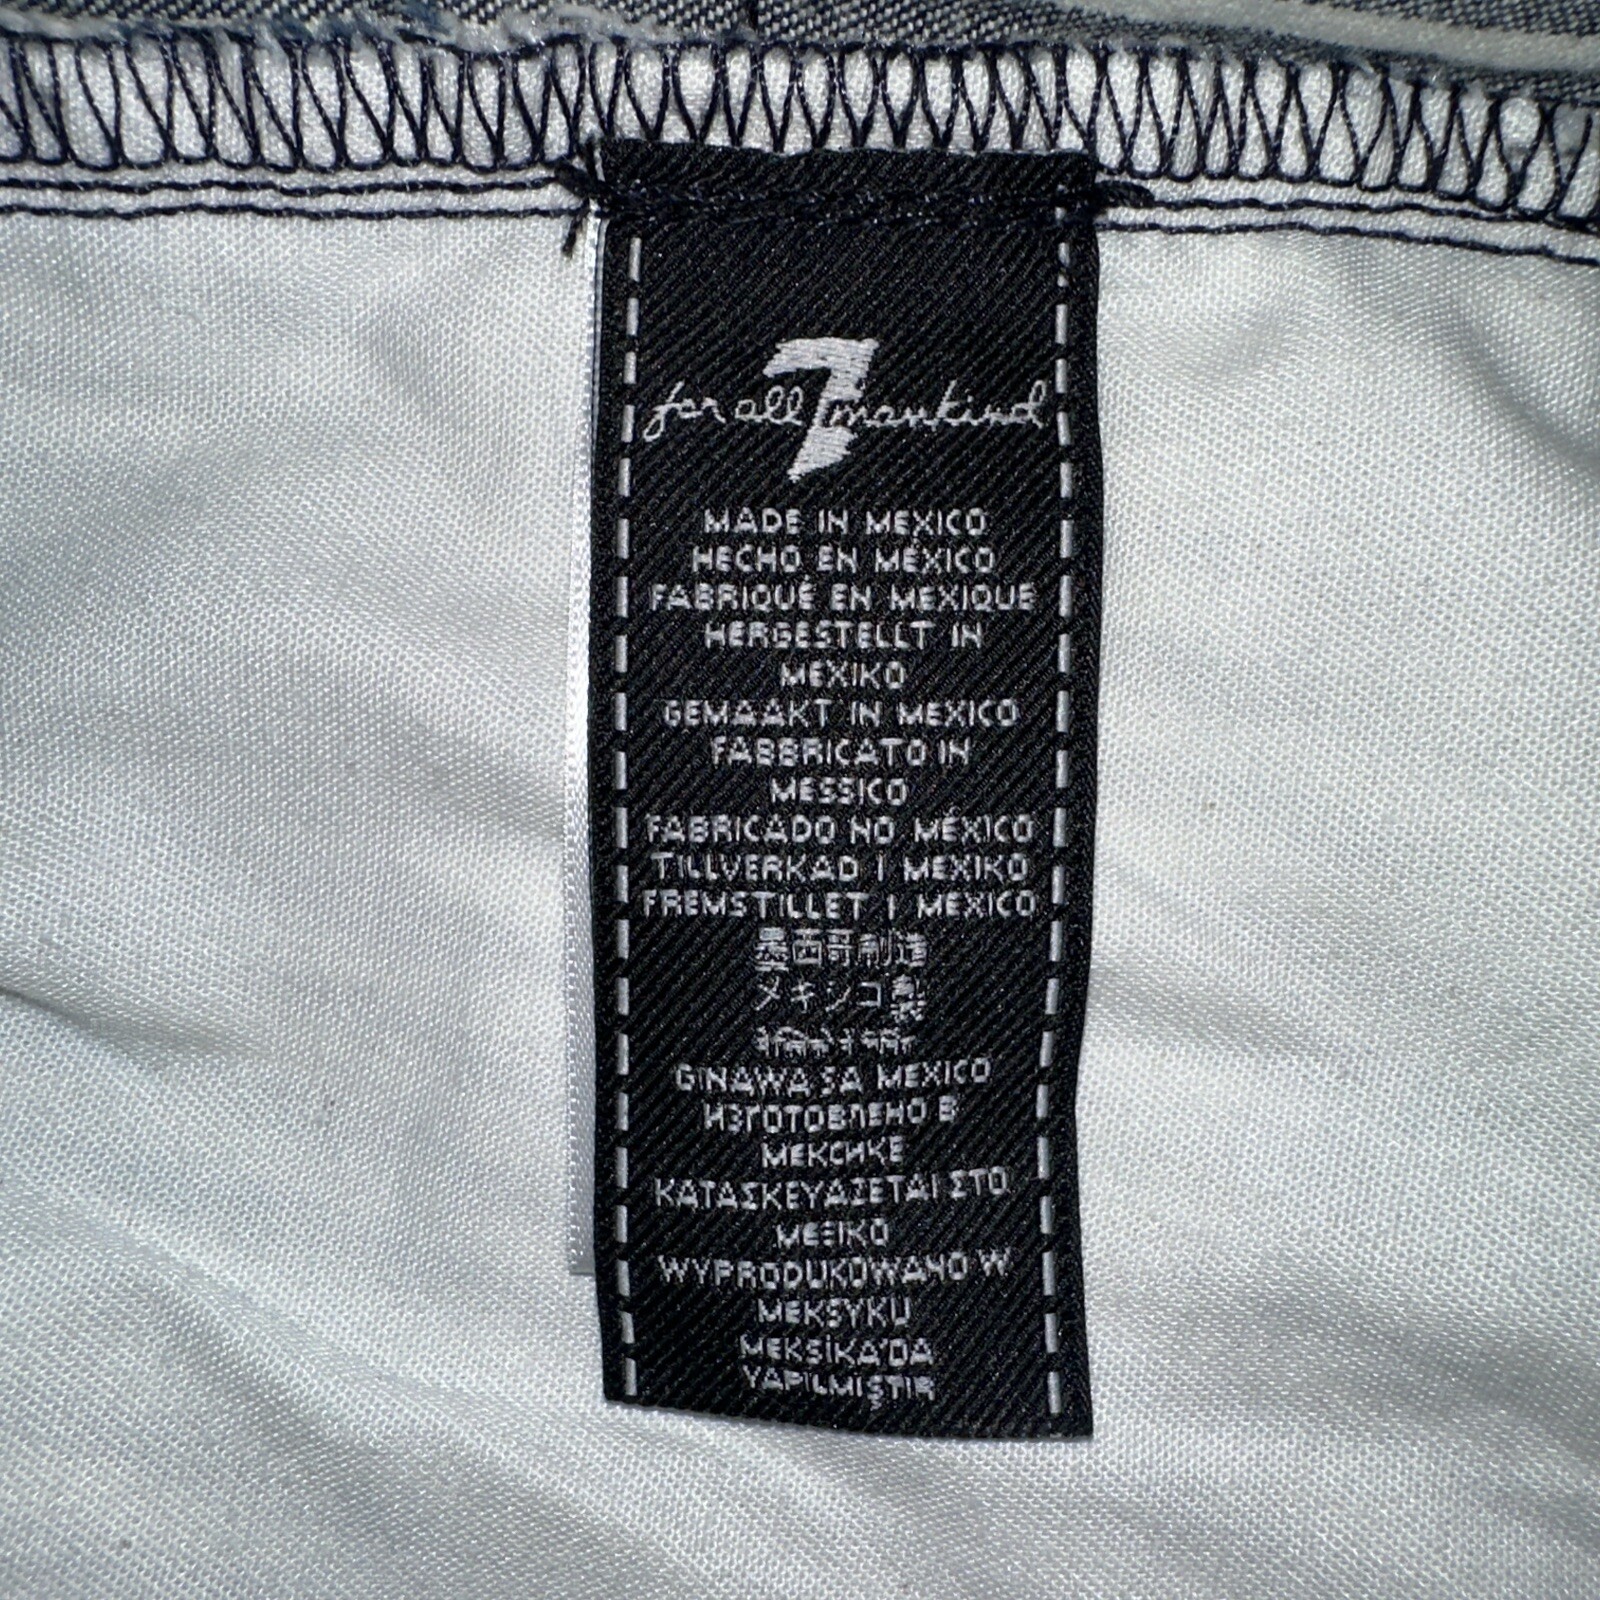 for all 7 mankind
MADE IN MEXICO
HECHO EN MÉXICO
FABRIQUÉ EN MEXIQUE
HERGESTELLT IN
MEXIKO
GEMAAKT IN MEXICO
FABBRICATO IN
MESSICO
FABRICADO NO MÉXICO
TILLVERKAD I MEXIKO
FREMSTILLET I MEXICO
墨西哥制造
メキシコ製
GINAWA SA MEXICO
ИЗГОТОВЛЕНО В
МЕКСИКЕ
ΚΑΤΑΣΚΕΥΑΖΕΤΑΙ ΣΤΟ
ΜΕΞΙΚΟ
WYPRODUKOWANO W
MEKSYKU
MEKSİKA'DA
YAPILMIŞTIR